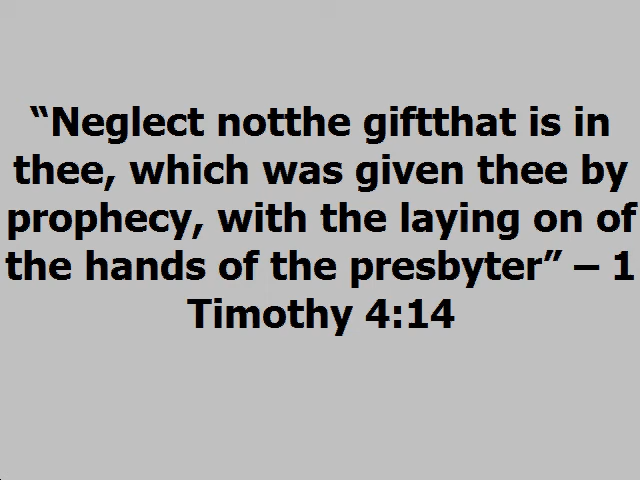 “Neglect notthe giftthat is in
thee, which was given thee by
prophecy, with the laying on of
the hands of the presbyter” – 1
Timothy 4:14